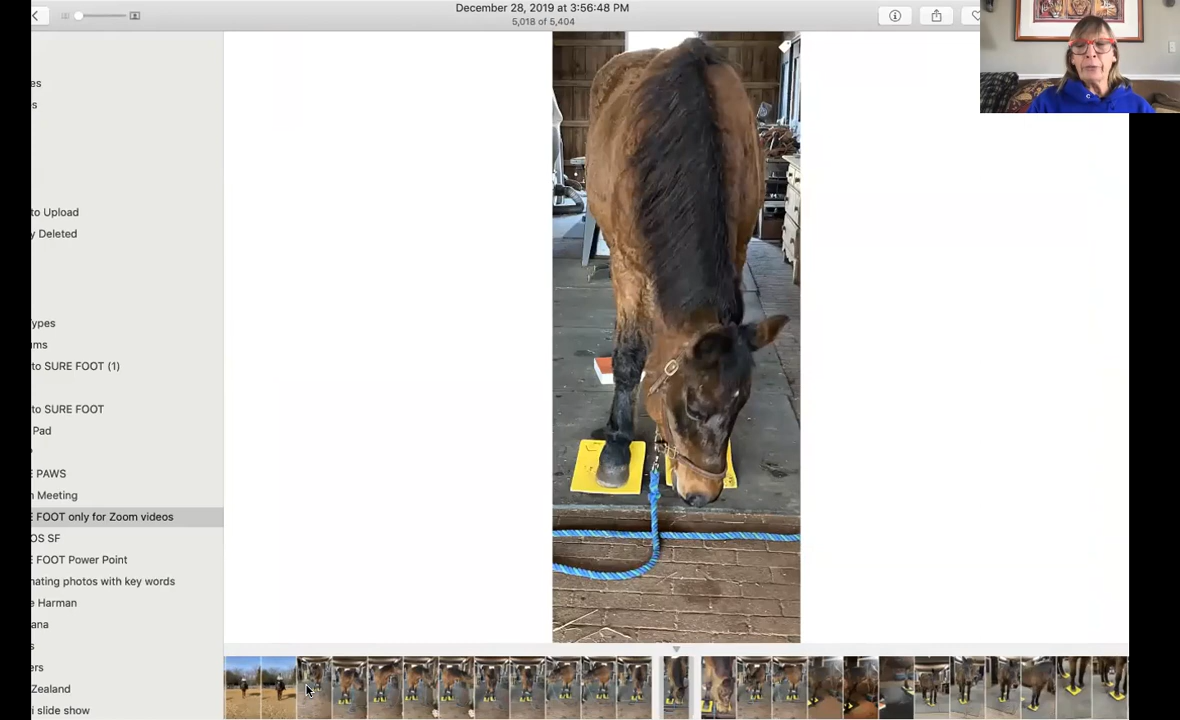 December 28, 2019 at 3:56:48 PM
5,018 of 5,404
es
s
to Upload
y Deleted
ypes
ums
to SURE FOOT (1)
to SURE FOOT
Pad
E PAWS
n Meeting
E FOOT only for Zoom videos
OS SF
E FOOT Power Point
nating photos with key words
e Harman
ana
s
ers
Zealand
i slide show